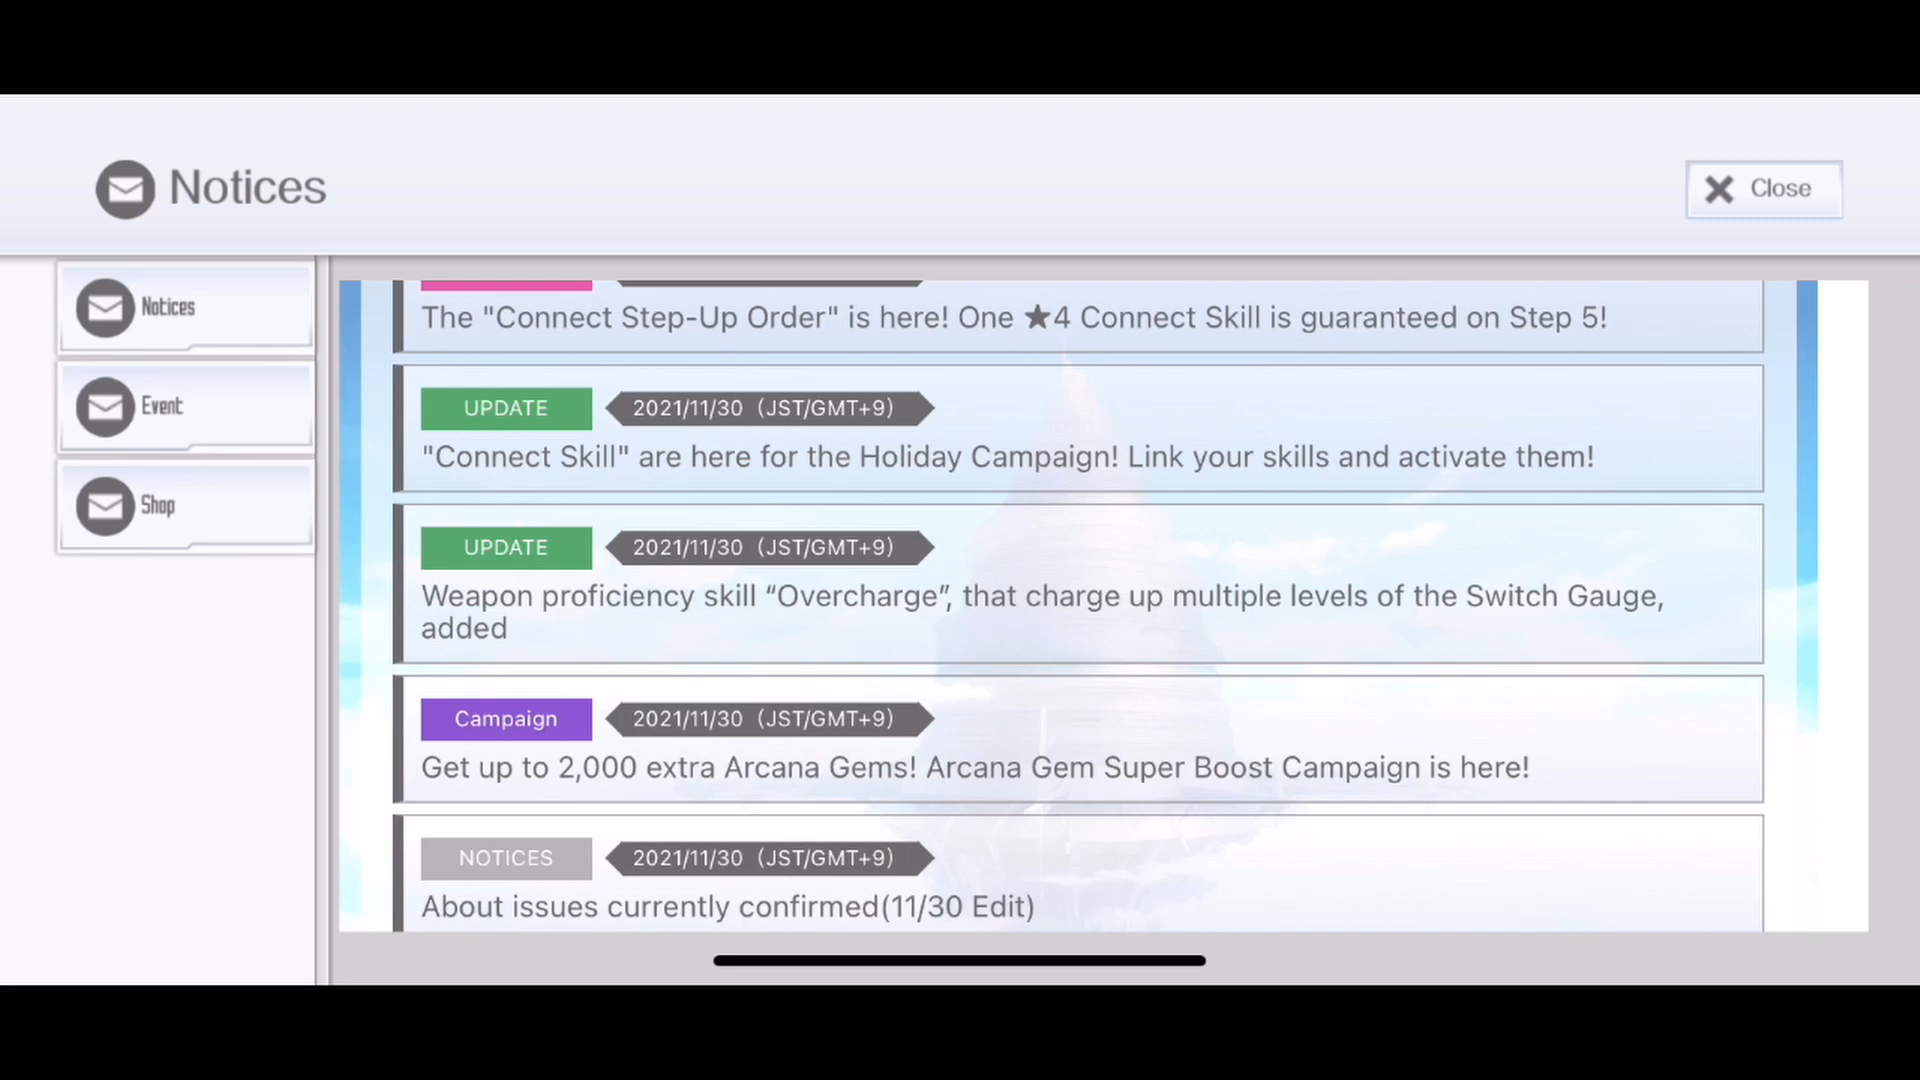 Notices
Close
Notices
Event
Shop
The "Connect Step-Up Order" is here! One ★4 Connect Skill is guaranteed on Step 5!
UPDATE
2021/11/30 (JST/GMT+9)
"Connect Skill" are here for the Holiday Campaign! Link your skills and activate them!
UPDATE
2021/11/30 (JST/GMT+9)
Weapon proficiency skill “Overcharge”, that charge up multiple levels of the Switch Gauge,
added
Campaign
2021/11/30 (JST/GMT+9)
Get up to 2,000 extra Arcana Gems! Arcana Gem Super Boost Campaign is here!
NOTICES
2021/11/30 (JST/GMT+9)
About issues currently confirmed(11/30 Edit)